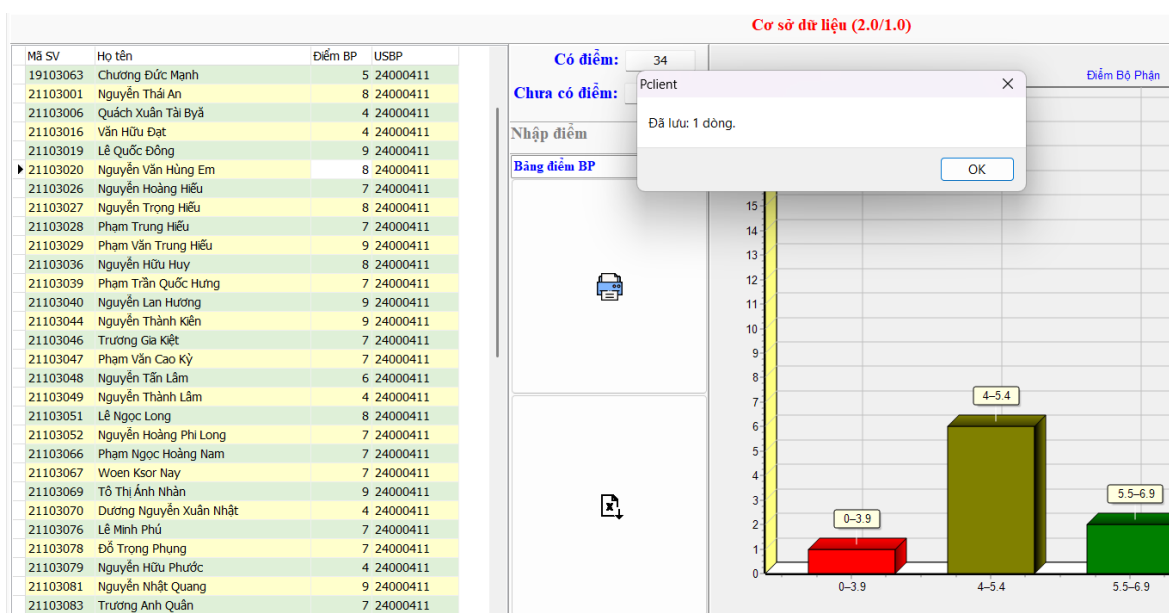 Cơ sở dữ liệu (2.0/1.0)
Mã SV Họ tên Điểm BP USBP
19103063 Chương Đức Mạnh 5 24000411
21103001 Nguyễn Thái An 8 24000411
21103006 Quách Xuân Tài Byă 4 24000411
21103016 Văn Hữu Đạt 4 24000411
21103019 Lê Quốc Đông 9 24000411
21103020 Nguyễn Văn Hùng Em 8 24000411
21103026 Nguyễn Hoàng Hiếu 7 24000411
21103027 Nguyễn Trọng Hiếu 8 24000411
21103028 Phạm Trung Hiếu 7 24000411
21103029 Phạm Văn Trung Hiếu 9 24000411
21103036 Nguyễn Hữu Huy 8 24000411
21103039 Phạm Trần Quốc Hưng 7 24000411
21103040 Nguyễn Lan Hương 9 24000411
21103044 Nguyễn Thành Kiên 9 24000411
21103046 Trương Gia Kiệt 7 24000411
21103047 Phạm Văn Cao Kỳ 7 24000411
21103048 Nguyễn Tấn Lâm 6 24000411
21103049 Nguyễn Thành Lâm 4 24000411
21103051 Lê Ngọc Long 8 24000411
21103052 Nguyễn Hoàng Phi Long 7 24000411
21103066 Phạm Ngọc Hoàng Nam 7 24000411
21103067 Woen Ksor Nay 7 24000411
21103069 Tô Thị Ánh Nhàn 9 24000411
21103070 Dương Nguyễn Xuân Nhật 4 24000411
21103076 Lê Minh Phú 7 24000411
21103078 Đỗ Trọng Phụng 7 24000411
21103079 Nguyễn Hữu Phước 4 24000411
21103081 Nguyễn Nhật Quang 9 24000411
21103083 Trương Anh Quân 7 24000411
Có điểm: 34
Chưa có điểm:
Nhập điểm
Bảng điểm BP
Pclient
Đã lưu: 1 dòng.
OK
Điểm Bộ Phận
15
14
13
12
11
10
9
8
7
6
5
4
3
2
1
0
0–3.9
4–5.4
5.5–6.9
0–3.9 4–5.4 5.5–6.9